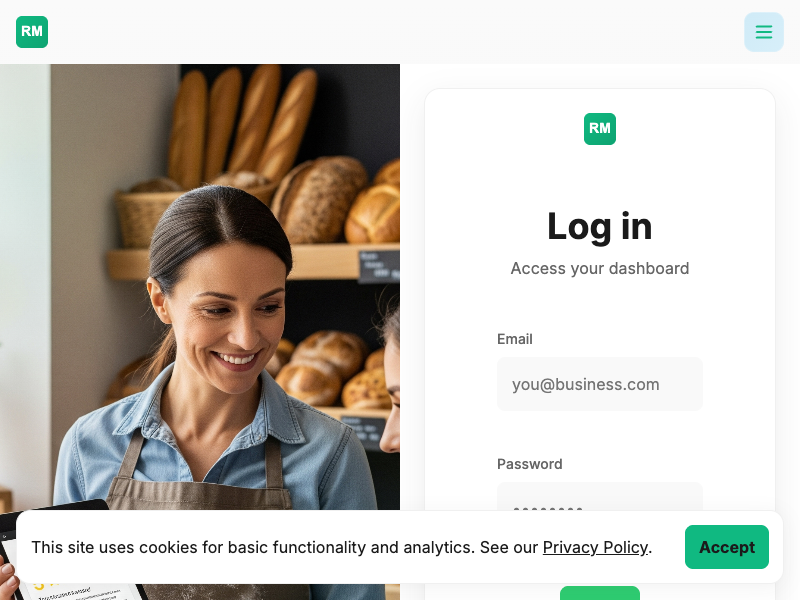 RM
RM
Log in
Access your dashboard
Email
you@business.com
Password
This site uses cookies for basic functionality and analytics. See our Privacy Policy.
Accept